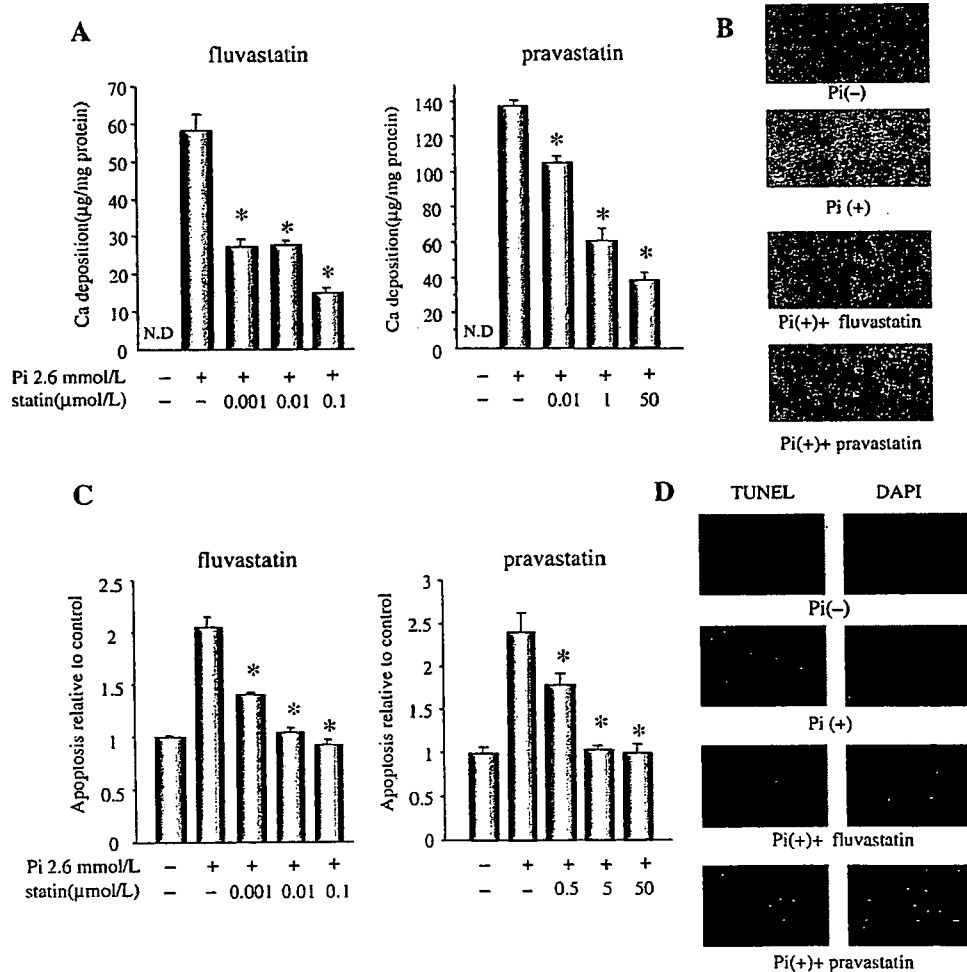 A
fluvastatin
Ca deposition(µg/mg protein)
70
60
50
40
30
20
10
0
N.D
Pi 2.6 mmol/L – + + + +
statin(µmol/L) – – 0.001 0.01 0.1
* * *
pravastatin
Ca deposition(µg/mg protein)
140
120
100
80
60
40
20
0
N.D
– + + + +
– – 0.01 1 50
* * *
B
Pi(–)
Pi (+)
Pi(+)+ fluvastatin
Pi(+)+ pravastatin
C
fluvastatin
Apoptosis relative to control
2.5
2
1.5
1
0.5
0
* * *
Pi 2.6 mmol/L – + + + +
statin(µmol/L) – – 0.001 0.01 0.1
pravastatin
Apoptosis relative to control
3
2.5
2
1.5
1
0.5
0
* * *
– + + + +
– – 0.5 5 50
D
TUNEL DAPI
Pi(–)
Pi (+)
Pi(+)+ fluvastatin
Pi(+)+ pravastatin